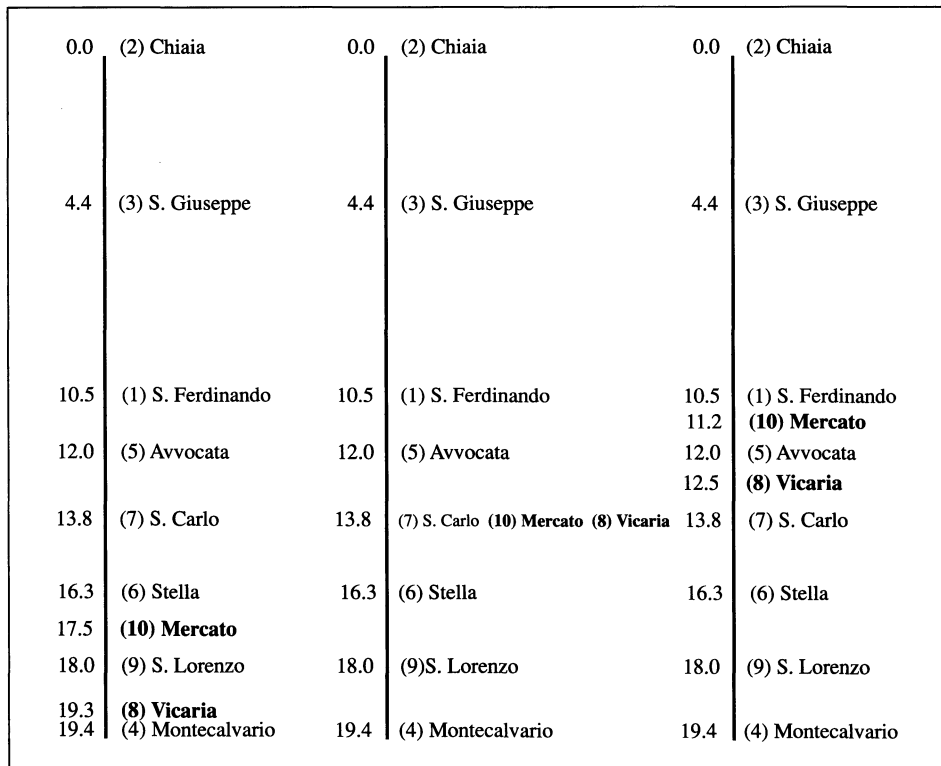 0.0 (2) Chiaia
4.4 (3) S. Giuseppe
10.5 (1) S. Ferdinando
12.0 (5) Avvocata
13.8 (7) S. Carlo
16.3 (6) Stella
17.5 (10) Mercato
18.0 (9) S. Lorenzo
19.3 (8) Vicaria
19.4 (4) Montecalvario
0.0 (2) Chiaia
4.4 (3) S. Giuseppe
10.5 (1) S. Ferdinando
12.0 (5) Avvocata
13.8 (7) S. Carlo (10) Mercato (8) Vicaria
16.3 (6) Stella
18.0 (9)S. Lorenzo
19.4 (4) Montecalvario
0.0 (2) Chiaia
4.4 (3) S. Giuseppe
10.5 (1) S. Ferdinando
11.2 (10) Mercato
12.0 (5) Avvocata
12.5 (8) Vicaria
13.8 (7) S. Carlo
16.3 (6) Stella
18.0 (9) S. Lorenzo
19.4 (4) Montecalvario